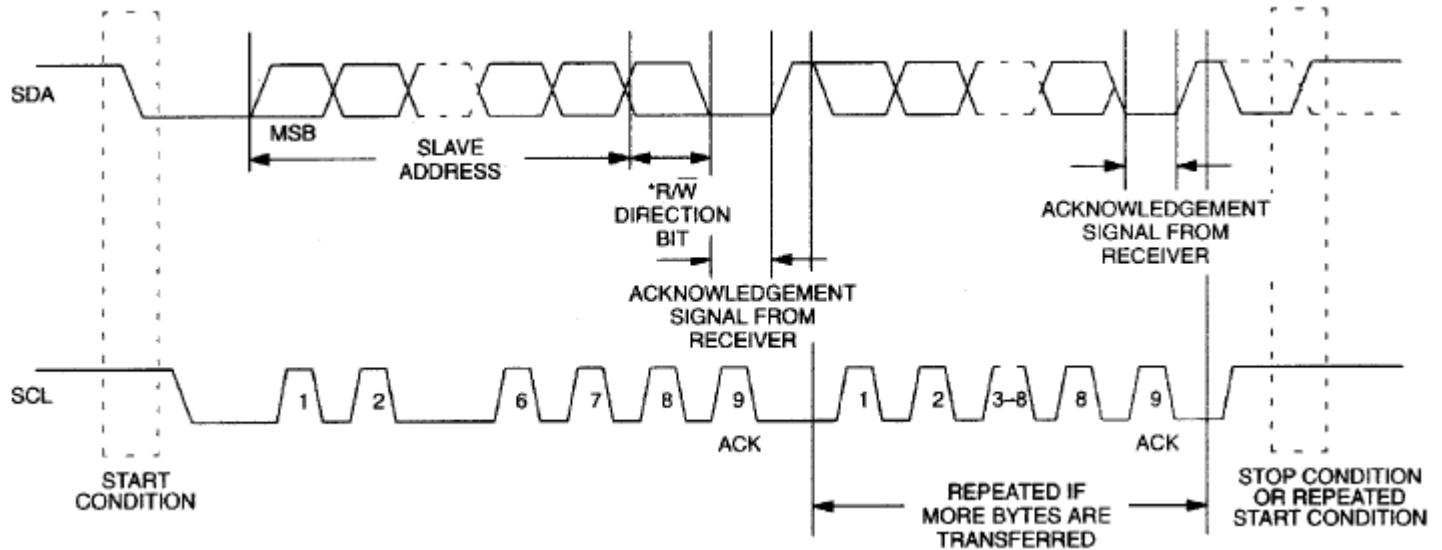 SDA
MSB
SLAVE
ADDRESS
*R/W̅
DIRECTION
BIT
ACKNOWLEDGEMENT
SIGNAL FROM
RECEIVER
ACKNOWLEDGEMENT
SIGNAL FROM
RECEIVER
SCL
1 2 6 7 8 9 1 2 3–8 8 9
ACK
ACK
START
CONDITION
REPEATED IF
MORE BYTES ARE
TRANSFERRED
STOP CONDITION
OR REPEATED
START CONDITION